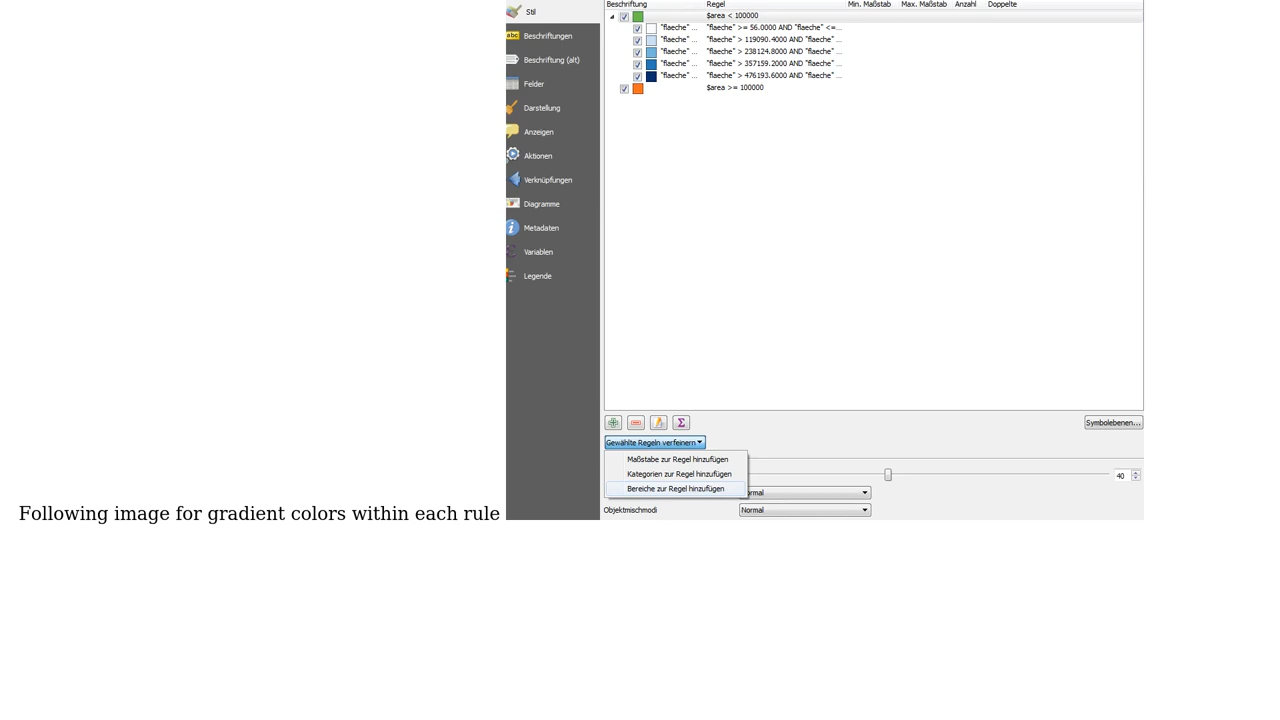 Stil
Beschriftungen
Beschriftung (alt)
Felder
Darstellung
Anzeigen
Aktionen
Verknüpfungen
Diagramme
Metadaten
Variablen
Legende
Beschriftung Regel Min. Maßstab Max. Maßstab Anzahl Doppelte
$area < 100000
"flaeche" ... "flaeche" >= 56.0000 AND "flaeche" <=...
"flaeche" ... "flaeche" > 119090.4000 AND "flaeche" ...
"flaeche" ... "flaeche" > 238124.8000 AND "flaeche" ...
"flaeche" ... "flaeche" > 357159.2000 AND "flaeche" ...
"flaeche" ... "flaeche" > 476193.6000 AND "flaeche" ...
$area >= 100000
Symbolebenen...
Gewählte Regeln verfeinern
Maßstabe zur Regel hinzufügen
Kategorien zur Regel hinzufügen
Bereiche zur Regel hinzufügen
40
Objektmischmodi Normal
Following image for gradient colors within each rule